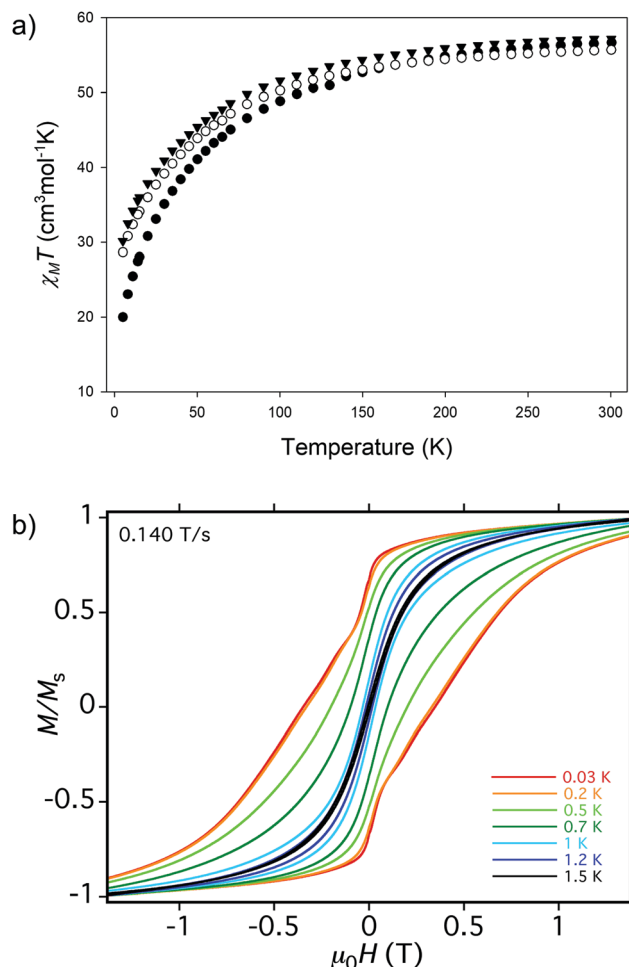 a)
60
50
40
30
20
10
χ_MT (cm³mol⁻¹K)
0 50 100 150 200 250 300
Temperature (K)
b)
0.140 T/s
1
0.5
0
-0.5
-1
M/M_s
0.03 K
0.2 K
0.5 K
0.7 K
1 K
1.2 K
1.5 K
-1 -0.5 0 0.5 1
μ₀H (T)